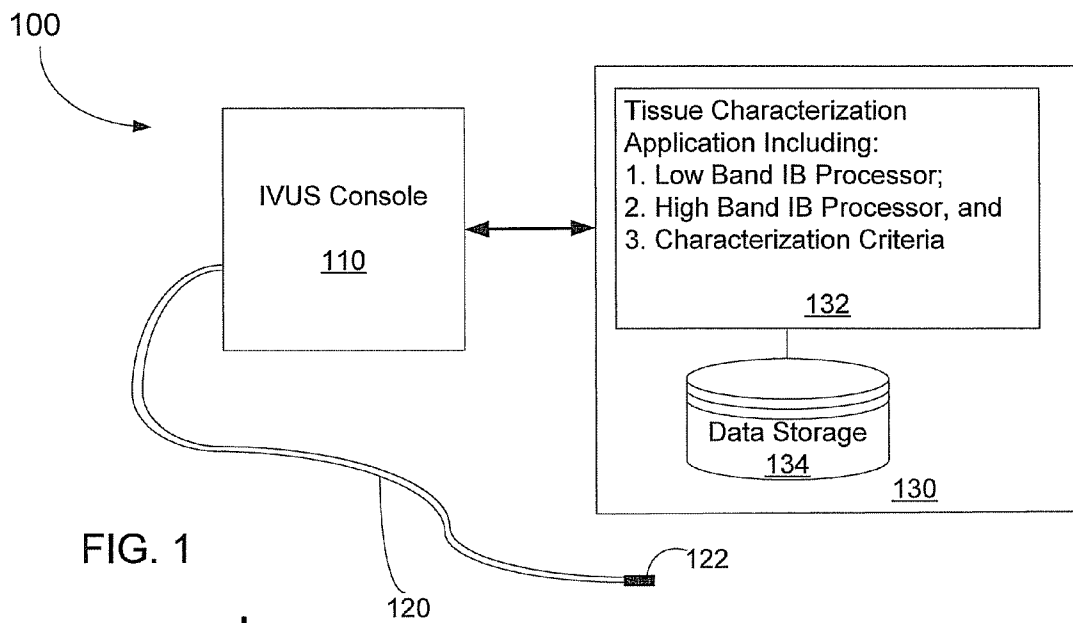 100
IVUS Console
110
Tissue Characterization
Application Including:
1. Low Band IB Processor;
2. High Band IB Processor, and
3. Characterization Criteria
132
Data Storage
134
130
FIG. 1
122
120